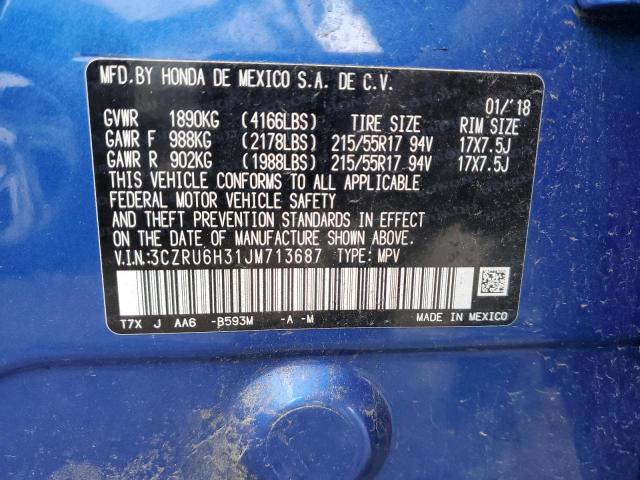 MFD.BY HONDA DE MEXICO S.A. DE C.V.
01/'18
GVWR 1890KG (4166LBS) TIRE SIZE RIM SIZE
GAWR F 988KG (2178LBS) 215/55R17 94V 17X7.5J
GAWR R 902KG (1988LBS) 215/55R17 94V 17X7.5J
THIS VEHICLE CONFORMS TO ALL APPLICABLE
FEDERAL MOTOR VEHICLE SAFETY
AND THEFT PREVENTION STANDARDS IN EFFECT
ON THE DATE OF MANUFACTURE SHOWN ABOVE.
V.I.N.:3CZRU6H31JM713687 TYPE: MPV
T7X J AA6 -B593M -A -M MADE IN MEXICO